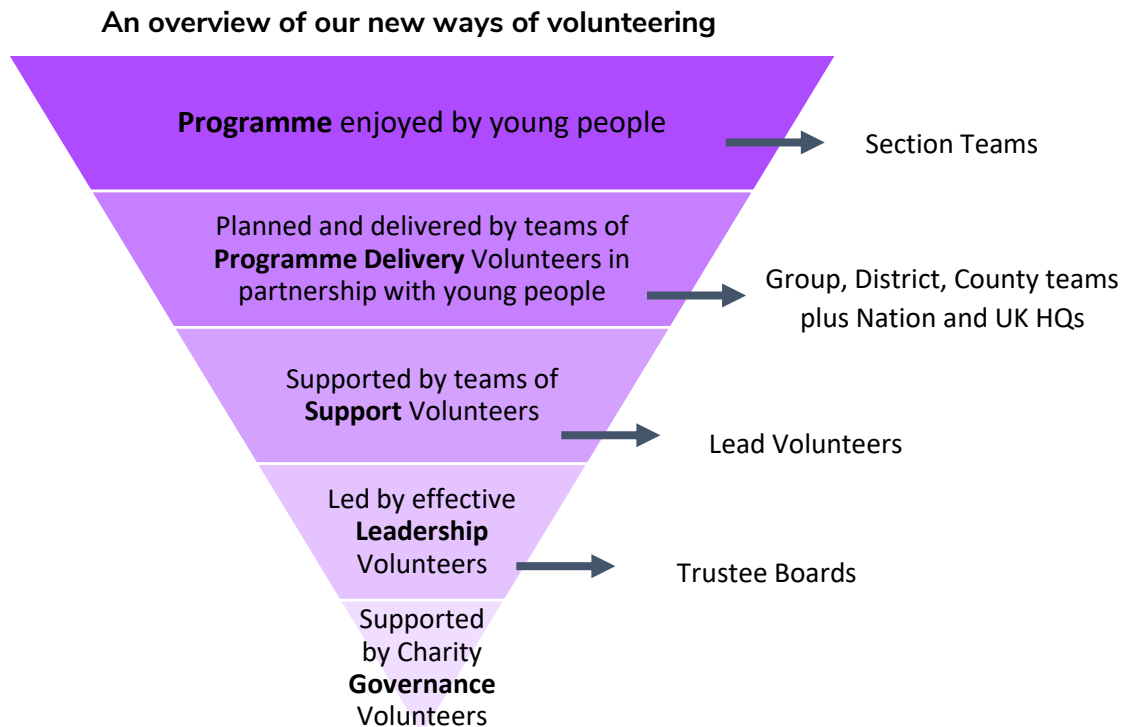 An overview of our new ways of volunteering
Programme enjoyed by young people
Section Teams
Planned and delivered by teams of
Programme Delivery Volunteers in
partnership with young people
Group, District, County teams
plus Nation and UK HQs
Supported by teams of
Support Volunteers
Lead Volunteers
Led by effective
Leadership
Volunteers
Trustee Boards
Supported
by Charity
Governance
Volunteers